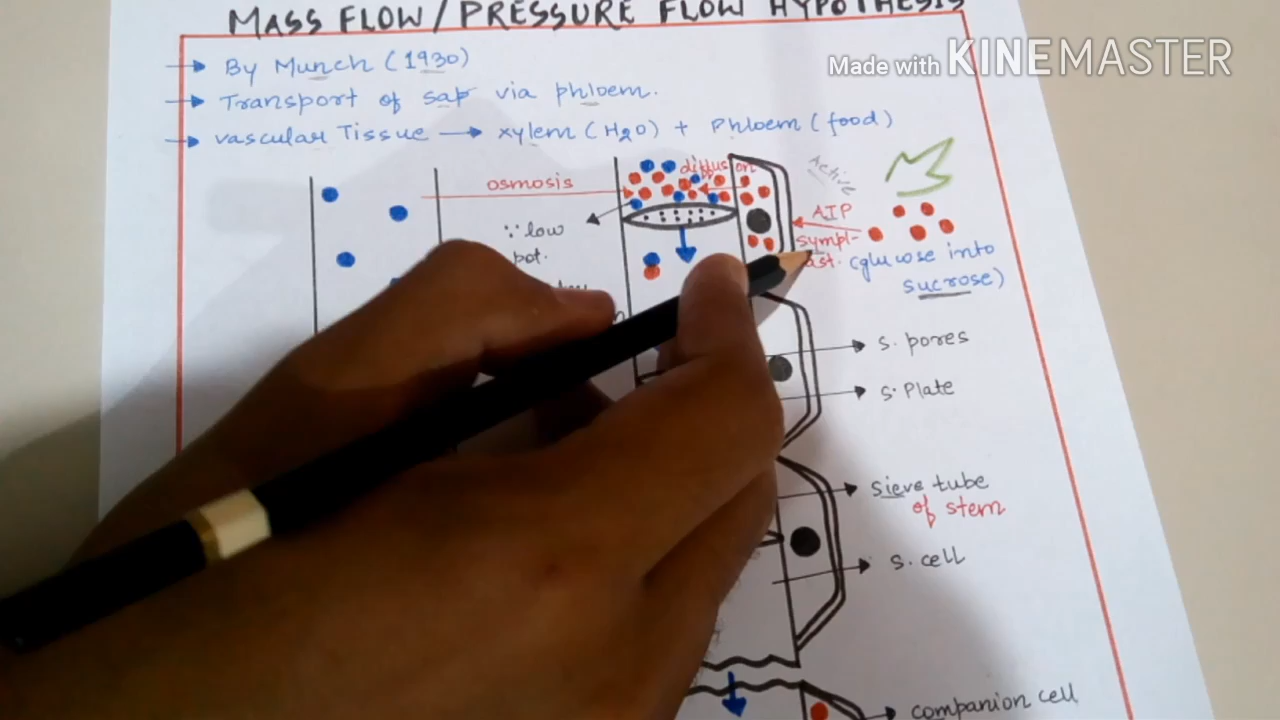 MASS FLOW / PRESSURE FLOW HYPOTHESIS
Made with KINEMASTER
→ By Munch (1930)
→ Transport of sap via phloem.
→ vascular Tissue → xylem (H2O) + Phloem (food)
osmosis
diffusion
Active
ATP
sympl-
ast. (glucose into
sucrose)
∵ low
pot.
s. pores
s. Plate
sieve tube
of stem
s. cell
companion cell